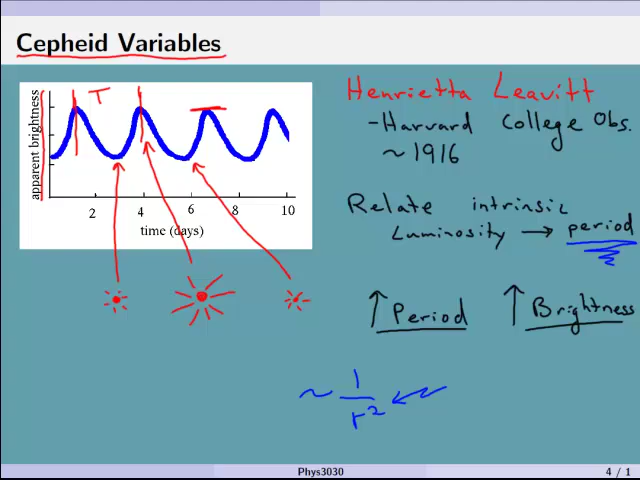 Cepheid Variables
apparent brightness
T
2 4 6 8 10
time (days)
Henrietta Leavitt
-Harvard College Obs.
~ 1916
Relate intrinsic
Luminosity → period
↑ Period ↑ Brightness
~ 1/r²
Phys3030
4 / 1